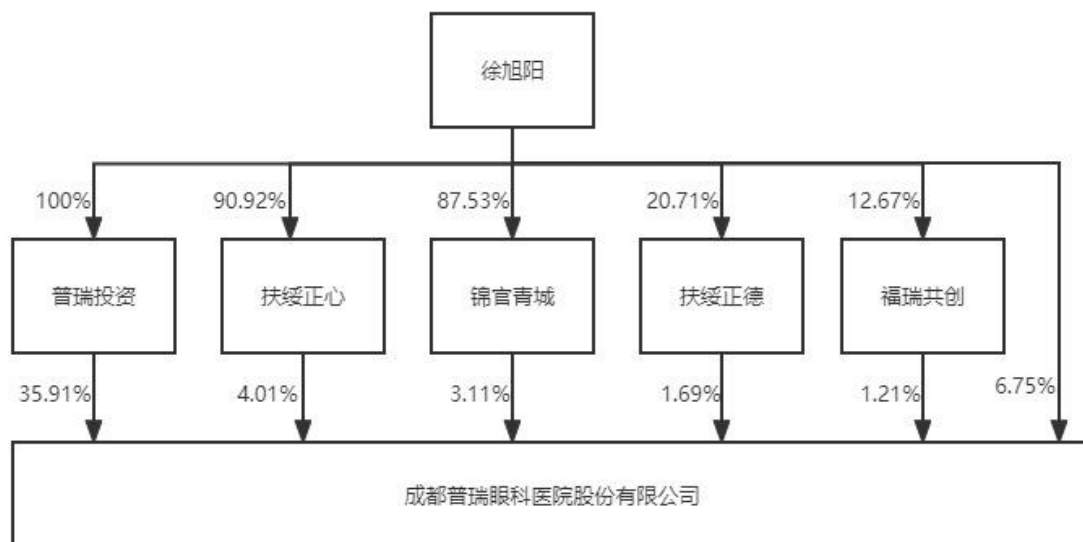 徐旭阳
100%
90.92%
87.53%
20.71%
12.67%
普瑞投资
扶绥正心
锦官青城
扶绥正德
福瑞共创
35.91%
4.01%
3.11%
1.69%
1.21%
6.75%
成都普瑞眼科医院股份有限公司